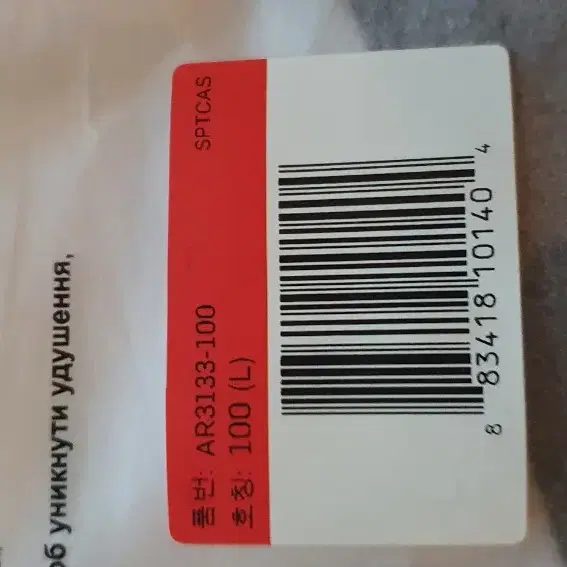 об уникнути удушення,
품번: AR3133-100
SPTCAS
호칭: 100 (L)
8 83418 10140 4